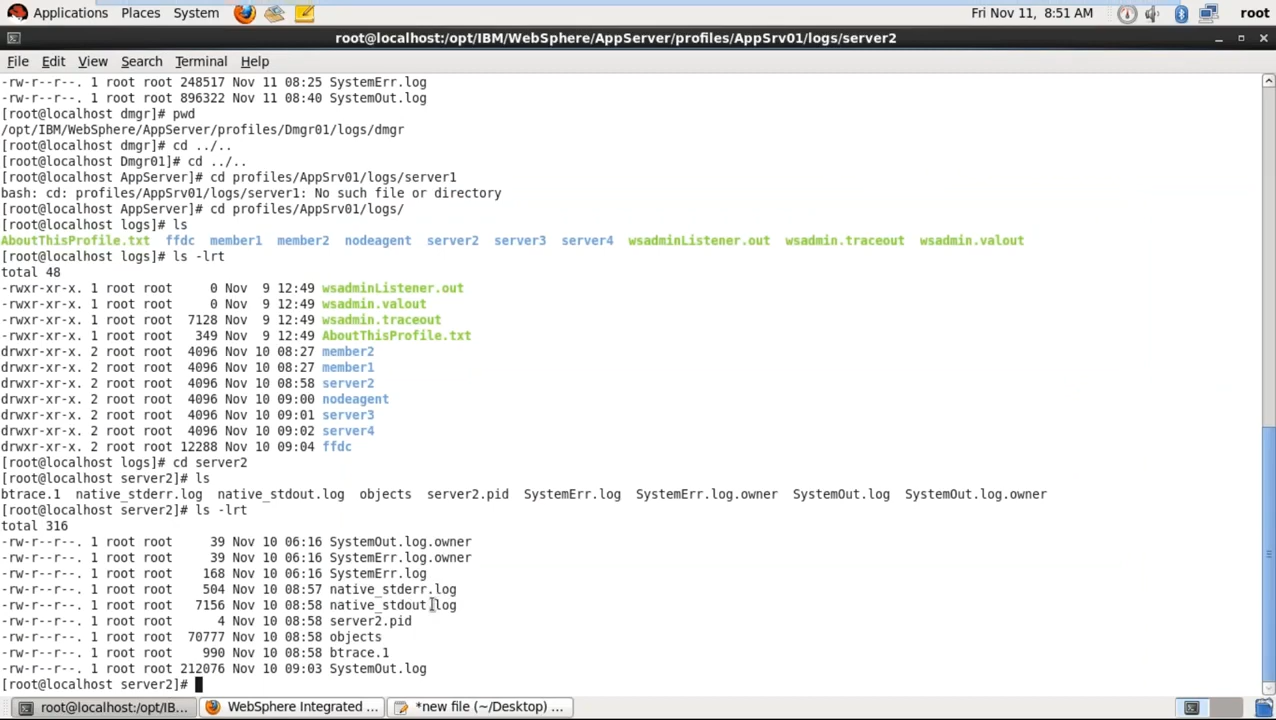 Applications Places System Fri Nov 11, 8:51 AM root
root@localhost:/opt/IBM/WebSphere/AppServer/profiles/AppSrv01/logs/server2
File Edit View Search Terminal Help
-rw-r--r--. 1 root root 248517 Nov 11 08:25 SystemErr.log
-rw-r--r--. 1 root root 896322 Nov 11 08:40 SystemOut.log
[root@localhost dmgr]# pwd
/opt/IBM/WebSphere/AppServer/profiles/Dmgr01/logs/dmgr
[root@localhost dmgr]# cd ../..
[root@localhost Dmgr01]# cd ../..
[root@localhost AppServer]# cd profiles/AppSrv01/logs/server1
bash: cd: profiles/AppSrv01/logs/server1: No such file or directory
[root@localhost AppServer]# cd profiles/AppSrv01/logs/
[root@localhost logs]# ls
AboutThisProfile.txt ffdc member1 member2 nodeagent server2 server3 server4 wsadminListener.out wsadmin.traceout wsadmin.valout
[root@localhost logs]# ls -lrt
total 48
-rwxr-xr-x. 1 root root 0 Nov 9 12:49 wsadminListener.out
-rwxr-xr-x. 1 root root 0 Nov 9 12:49 wsadmin.valout
-rwxr-xr-x. 1 root root 7128 Nov 9 12:49 wsadmin.traceout
-rwxr-xr-x. 1 root root 349 Nov 9 12:49 AboutThisProfile.txt
drwxr-xr-x. 2 root root 4096 Nov 10 08:27 member2
drwxr-xr-x. 2 root root 4096 Nov 10 08:27 member1
drwxr-xr-x. 2 root root 4096 Nov 10 08:58 server2
drwxr-xr-x. 2 root root 4096 Nov 10 09:00 nodeagent
drwxr-xr-x. 2 root root 4096 Nov 10 09:01 server3
drwxr-xr-x. 2 root root 4096 Nov 10 09:02 server4
drwxr-xr-x. 2 root root 12288 Nov 10 09:04 ffdc
[root@localhost logs]# cd server2
[root@localhost server2]# ls
btrace.1 native_stderr.log native_stdout.log objects server2.pid SystemErr.log SystemErr.log.owner SystemOut.log SystemOut.log.owner
[root@localhost server2]# ls -lrt
total 316
-rw-r--r--. 1 root root 39 Nov 10 06:16 SystemOut.log.owner
-rw-r--r--. 1 root root 39 Nov 10 06:16 SystemErr.log.owner
-rw-r--r--. 1 root root 168 Nov 10 06:16 SystemErr.log
-rw-r--r--. 1 root root 504 Nov 10 08:57 native_stderr.log
-rw-r--r--. 1 root root 7156 Nov 10 08:58 native_stdout.log
-rw-r--r--. 1 root root 4 Nov 10 08:58 server2.pid
-rw-r--r--. 1 root root 70777 Nov 10 08:58 objects
-rw-r--r--. 1 root root 990 Nov 10 08:58 btrace.1
-rw-r--r--. 1 root root 212076 Nov 10 09:03 SystemOut.log
[root@localhost server2]#
root@localhost:/opt/IB... WebSphere Integrated ... *new file (~/Desktop) ...